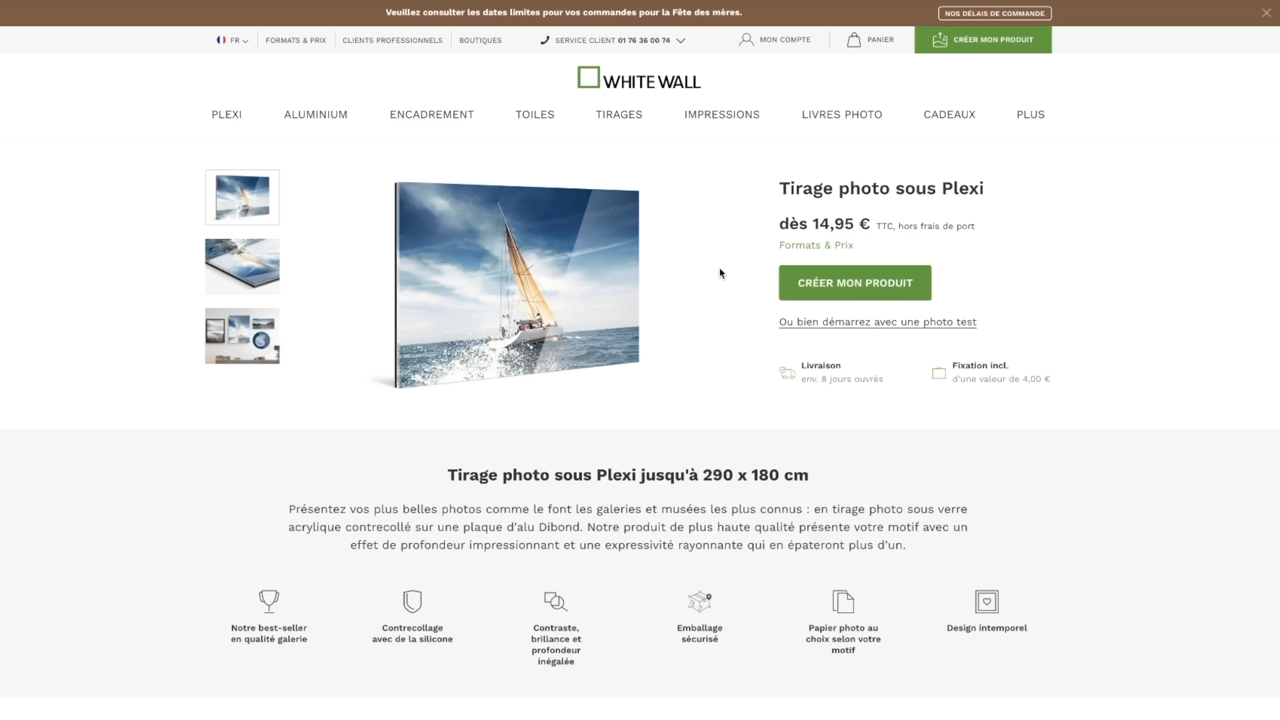 Veuillez consulter les dates limites pour vos commandes pour la Fête des mères.
NOS DÉLAIS DE COMMANDE
FR
FORMATS & PRIX
CLIENTS PROFESSIONNELS
BOUTIQUES
SERVICE CLIENT 01 76 36 00 74
MON COMPTE
PANIER
CRÉER MON PRODUIT
WHITE WALL
PLEXI
ALUMINIUM
ENCADREMENT
TOILES
TIRAGES
IMPRESSIONS
LIVRES PHOTO
CADEAUX
PLUS
Tirage photo sous Plexi
dès 14,95 € TTC, hors frais de port
Formats & Prix
CRÉER MON PRODUIT
Ou bien démarrez avec une photo test
Livraison
env. 8 jours ouvrés
Fixation incl.
d'une valeur de 4,00 €
Tirage photo sous Plexi jusqu'à 290 x 180 cm
Présentez vos plus belles photos comme le font les galeries et musées les plus connus : en tirage photo sous verre
acrylique contrecollé sur une plaque d'alu Dibond. Notre produit de plus haute qualité présente votre motif avec un
effet de profondeur impressionnant et une expressivité rayonnante qui en épateront plus d'un.
Notre best-seller
en qualité galerie
Contrecollage
avec de la silicone
Contraste,
brillance et
profondeur
inégalée
Emballage
sécurisé
Papier photo au
choix selon votre
motif
Design intemporel